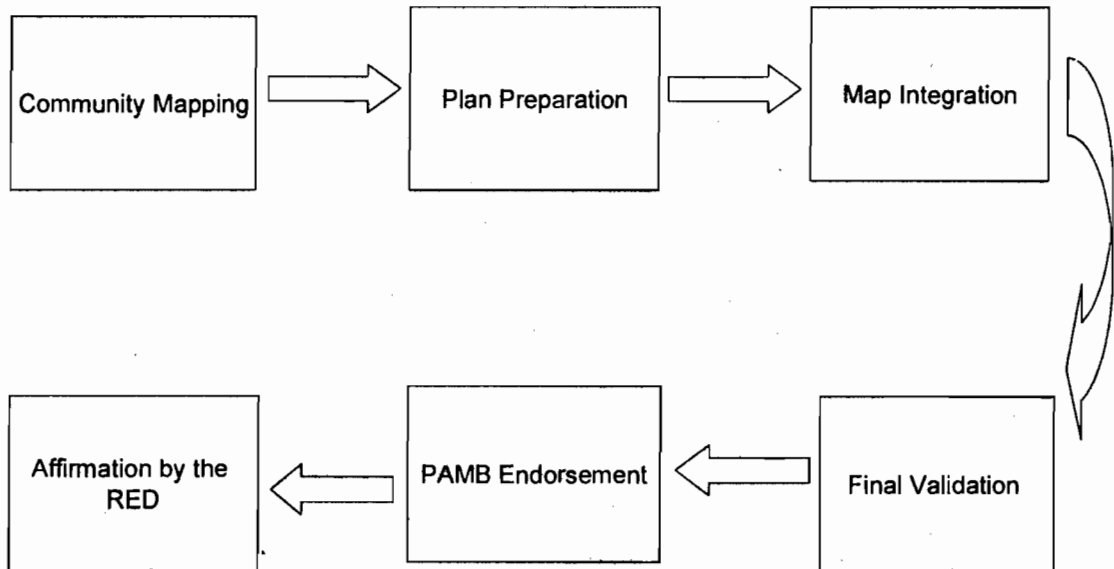 Community Mapping
Plan Preparation
Map Integration
Final Validation
PAMB Endorsement
Affirmation by the
RED